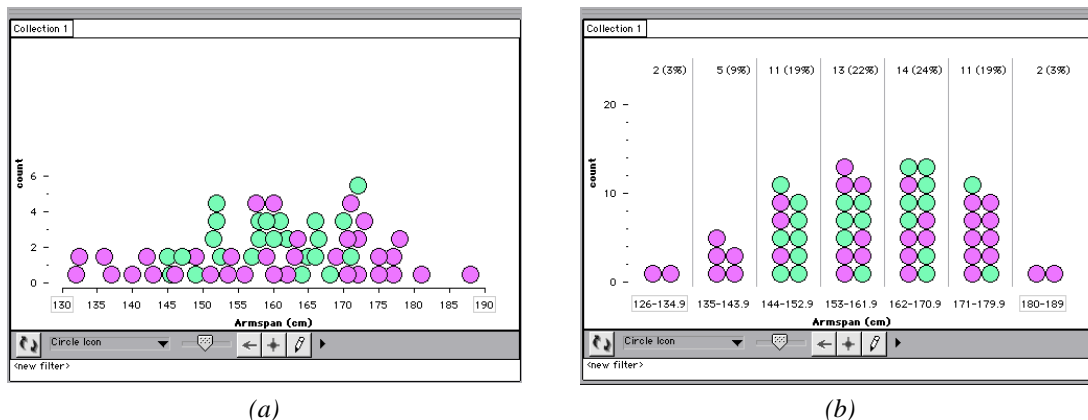 Collection 1
6
4
2
0
count
130 135 140 145 150 155 160 165 170 175 180 185 190
Armspan (cm)
Circle Icon
<new filter>
(a)
Collection 1
2 (3%) 5 (9%) 11 (19%) 13 (22%) 14 (24%) 11 (19%) 2 (3%)
20
10
0
count
126-134.9 135-143.9 144-152.9 153-161.9 162-170.9 171-179.9 180-189
Armspan (cm)
Circle Icon
<new filter>
(b)